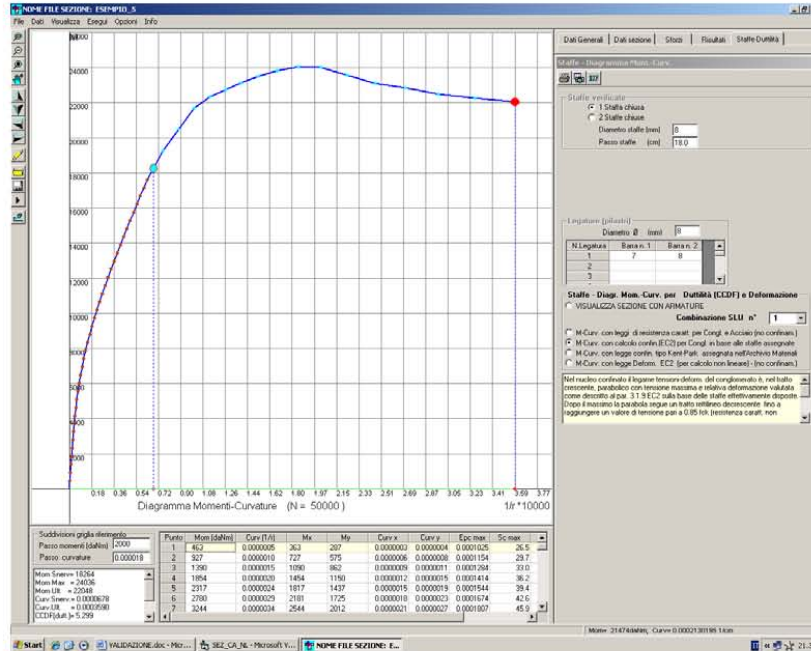 NOME FILE SEZIONE: ESEMPIO_5
File Dati Visualizza Esegui Opzioni Info
Dati Generali Dati sezione Sforzi Risultati Staffe-Duttilità
Staffe - Diagramma Mom.-Curv.
Staffe verificate
1 Staffa chiusa
2 Staffe chiuse
Diametro staffe (mm) 8
Passo staffe (cm) 18.0
Legature (pilastri)
Diametro Ø (mm) 8
N.Legatura Barra n. 1 Barra n. 2
1 7 8
2
3
Staffe - Diagr. Mom.-Curv. per Duttilità (CCDF) e Deformazione
VISUALIZZA SEZIONE CON ARMATURE
Combinazione SLU n° 1
M-Curv. con leggi di resistenza caratt. per Congl. e Acciaio (no confinam.)
M-Curv. con calcolo confin.(EC2) per Congl. in base alle staffe assegnate
M-Curv. con legge confin. tipo Kent-Park assegnata nell'Archivio Materiali
M-Curv. con legge Deform. EC2 (per calcolo non lineare) - (no confinam.)
Nel nucleo confinato il legame tension-deform. del conglomerato è, nel tratto
crescente, parabolico con tensione massima e relativa deformazione valutata
come descritto al par. 3.1.9 EC2 sulla base delle staffe effettivamente disposte.
Dopo il massimo la parabola segue un tratto rettilineo decrescente fino a
raggiungere un valore di tensione pari a 0.85 fck (resistenza caratt. non
24000
22000
20000
18000
16000
14000
12000
10000
8000
6000
4000
2000
0.18 0.36 0.54 0.72 0.90 1.08 1.26 1.44 1.62 1.80 1.97 2.15 2.33 2.51 2.69 2.87 3.05 3.23 3.41 3.59 3.77
Diagramma Momenti-Curvature (N = 50000 ) 1/r *10000
Suddivisioni griglia riferimento
Passo momenti (daNm) 2000
Passo curvature 0.000018
Mom Snerv= 18264
Mom Max = 24036
Mom Ult. = 22048
Curv.Snerv.= 0.0000678
Curv.Ult. = 0.0003590
CCDF(dutt.)= 5.299
Punto Mom (daNm) Curv (1/r) Mx My Curv x Curv y Epc max Sc max
1 463 0.0000005 363 287 0.0000003 0.0000004 0.0001025 26.5
2 927 0.0000010 727 575 0.0000006 0.0000008 0.0001154 29.7
3 1390 0.0000015 1090 862 0.0000009 0.0000011 0.0001284 33.0
4 1854 0.0000020 1454 1150 0.0000012 0.0000015 0.0001414 36.2
5 2317 0.0000024 1817 1437 0.0000015 0.0000019 0.0001544 39.4
6 2780 0.0000029 2181 1725 0.0000018 0.0000023 0.0001674 42.6
7 3244 0.0000034 2544 2012 0.0000021 0.0000027 0.0001807 45.9
Mom= 21474daNm, Curv= 0.0002130185 1/cm
Start VALIDAZIONE.doc - Micr... SEZ_CA_NL - Microsoft V... NOME FILE SEZIONE: E...